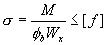 σ = M / (ϕ_b W_x) ≤ [f]